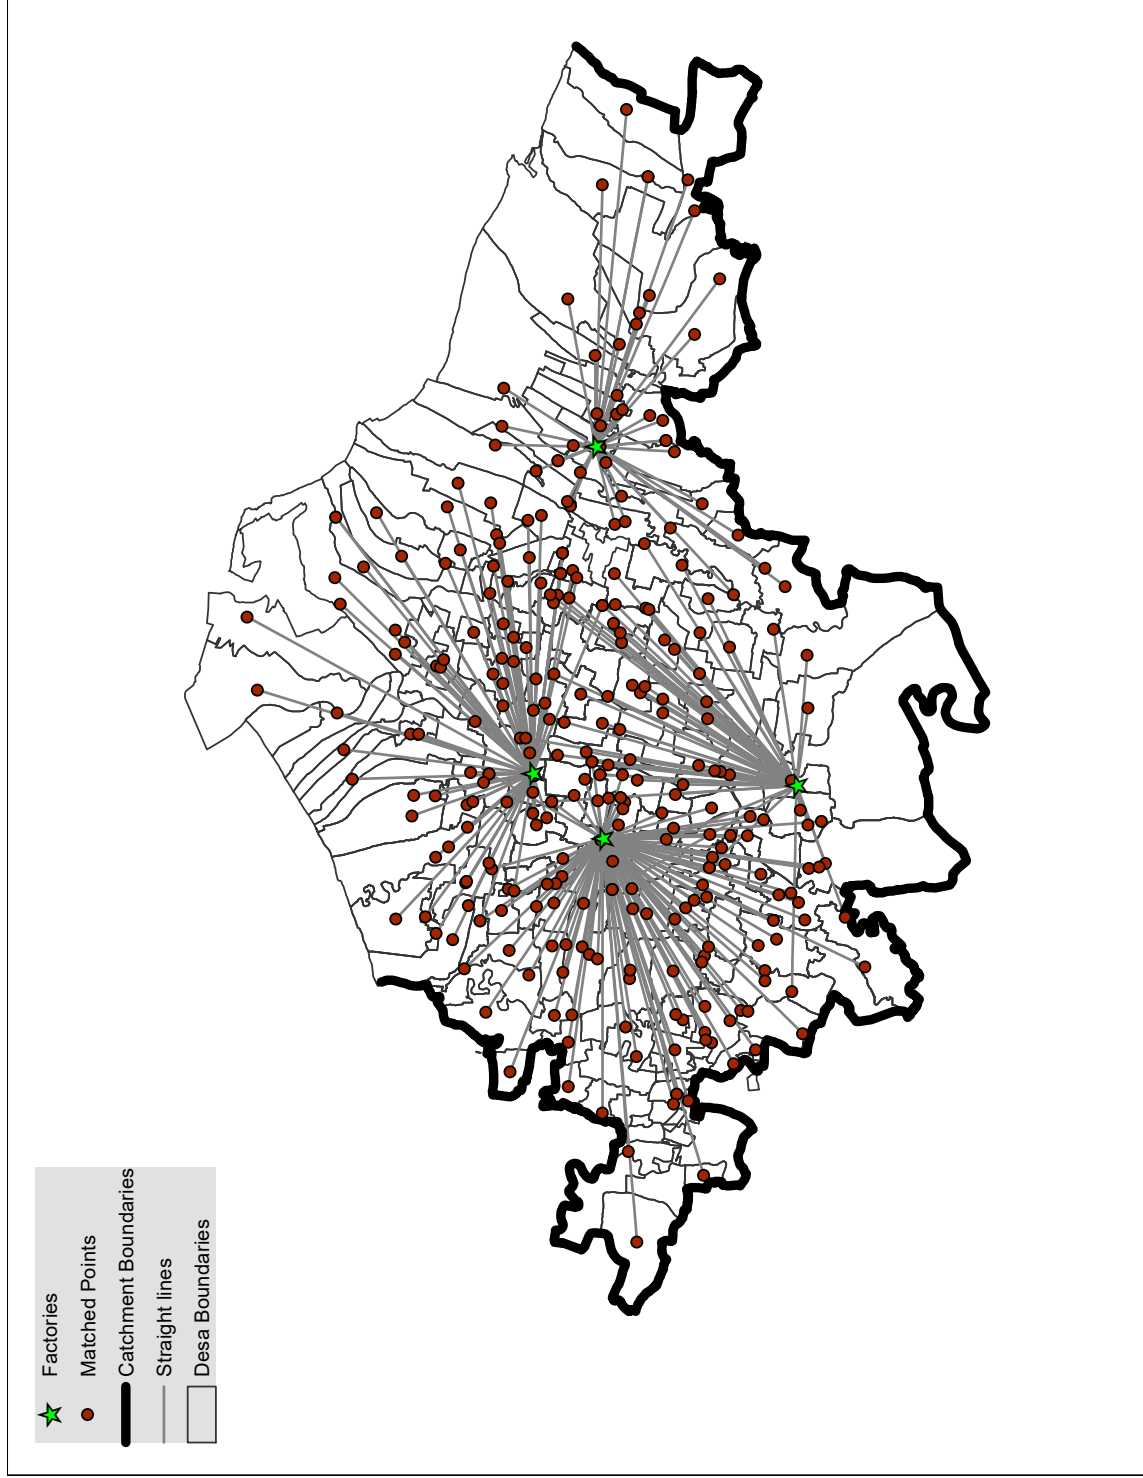 Factories
Matched Points
Catchment Boundaries
Straight lines
Desa Boundaries